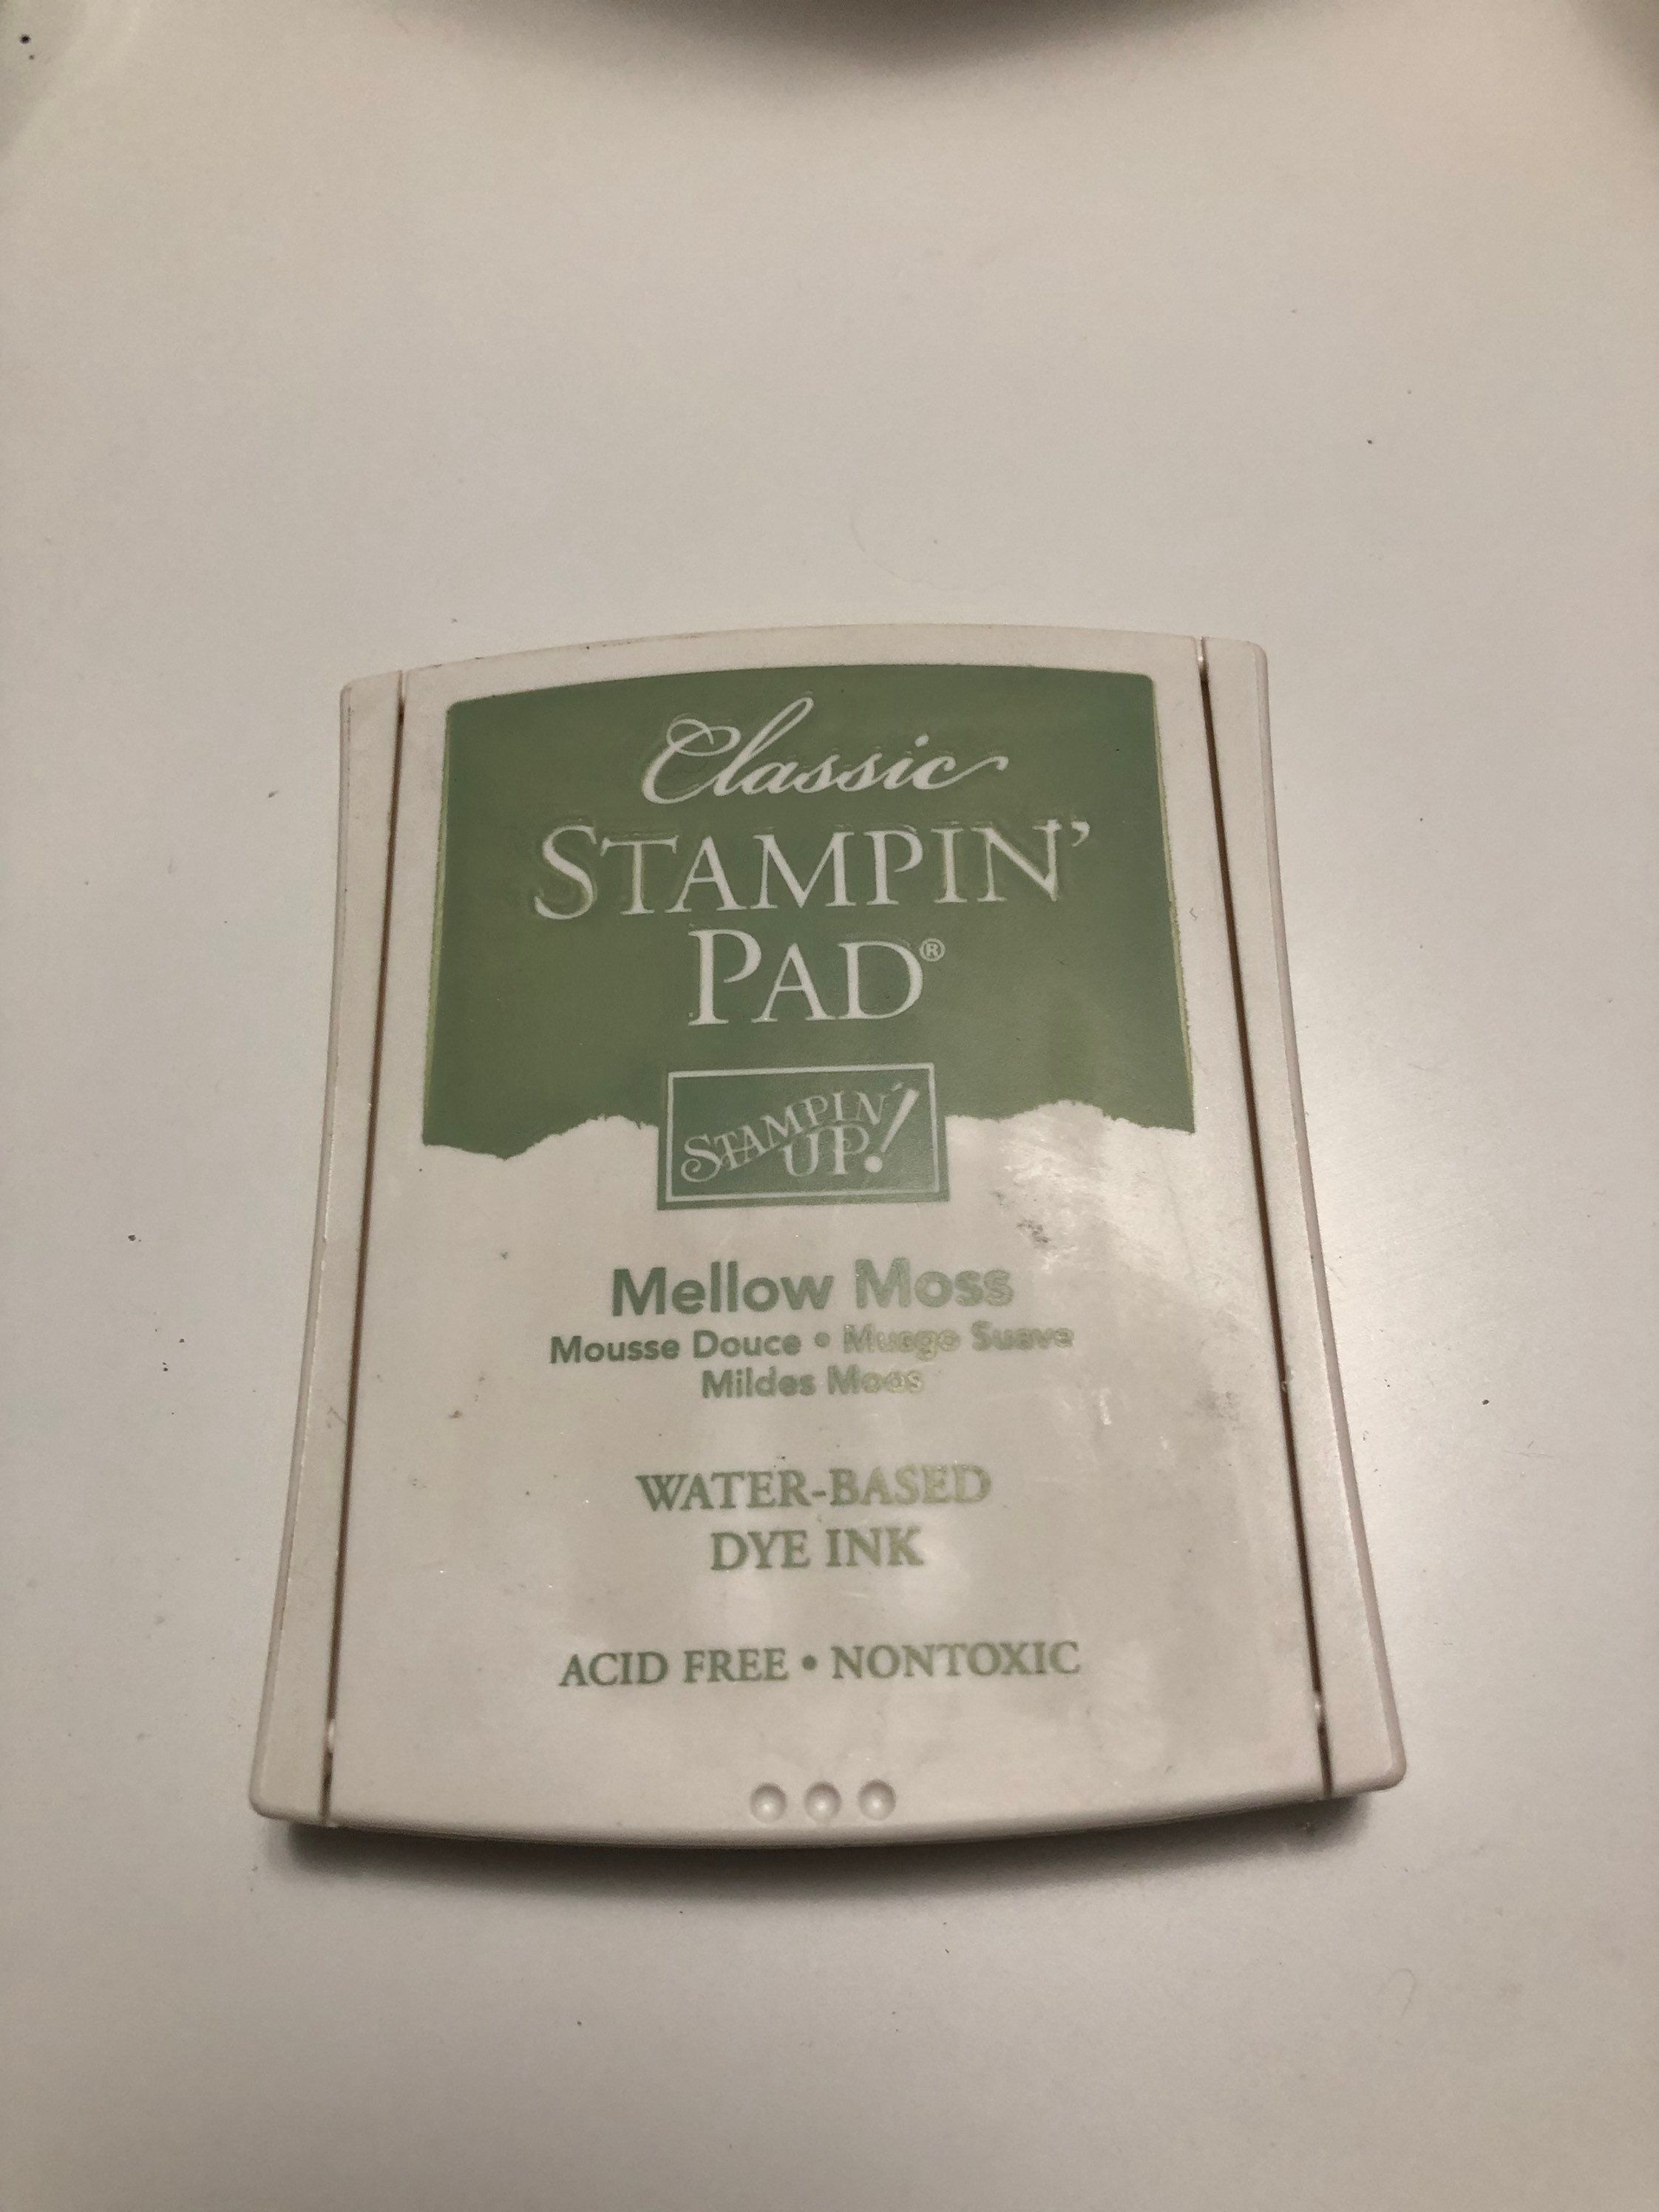 Classic
STAMPIN'
PAD®
STAMPIN'
UP!
Mellow Moss
Mousse Douce • Musgo Suave
Mildes Moos
WATER-BASED
DYE INK
ACID FREE • NONTOXIC